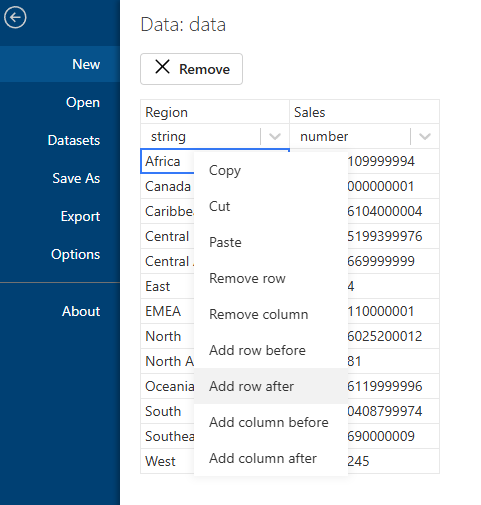 Data: data
Remove
New
Open
Datasets
Save As
Export
Options
About
Region Sales
string number
Africa 109999994
Canada 000000001
Caribbe 6104000004
Central 5199399976
Central 669999999
East 4
EMEA 110000001
North 6025200012
North A 81
Oceania 6119999996
South 0408799974
Southea 690000009
West 245
Copy
Cut
Paste
Remove row
Remove column
Add row before
Add row after
Add column before
Add column after